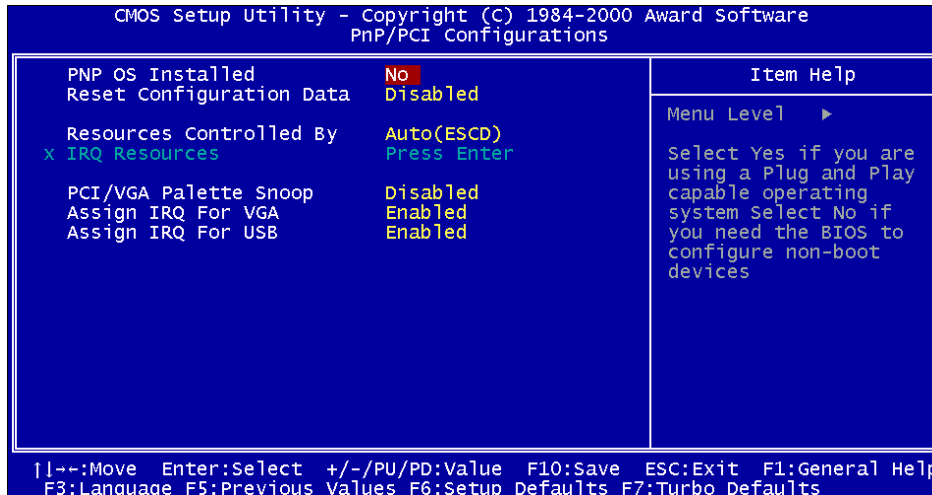 CMOS Setup Utility - Copyright (C) 1984-2000 Award Software
PnP/PCI Configurations
PNP OS Installed No
Reset Configuration Data Disabled
Resources Controlled By Auto(ESCD)
x IRQ Resources Press Enter
PCI/VGA Palette Snoop Disabled
Assign IRQ For VGA Enabled
Assign IRQ For USB Enabled
Item Help
Menu Level ►
Select Yes if you are
using a Plug and Play
capable operating
system Select No if
you need the BIOS to
configure non-boot
devices
↑↓→←:Move Enter:Select +/-/PU/PD:Value F10:Save ESC:Exit F1:General Help
F3:Language F5:Previous Values F6:Setup Defaults F7:Turbo Defaults